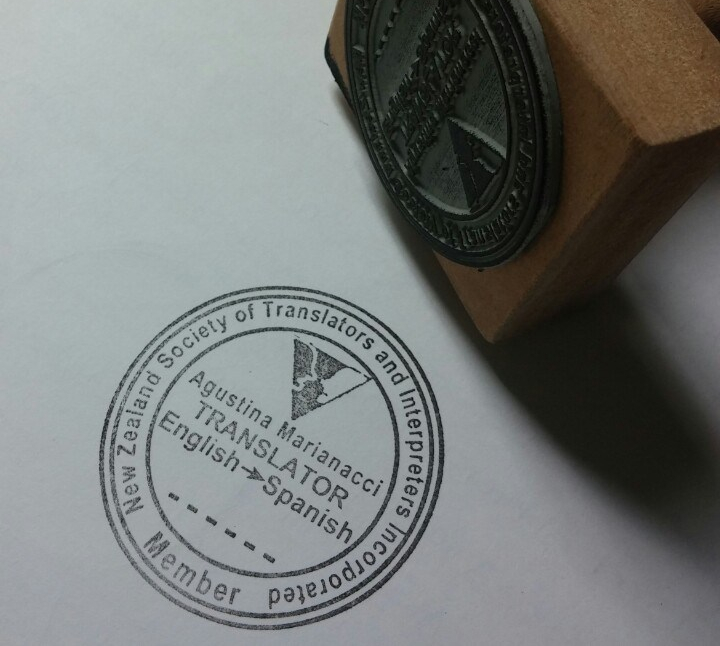 New Zealand Society of Translators and Interpreters Incorporated
Agustina Marianacci
TRANSLATOR
English➔Spanish
Member